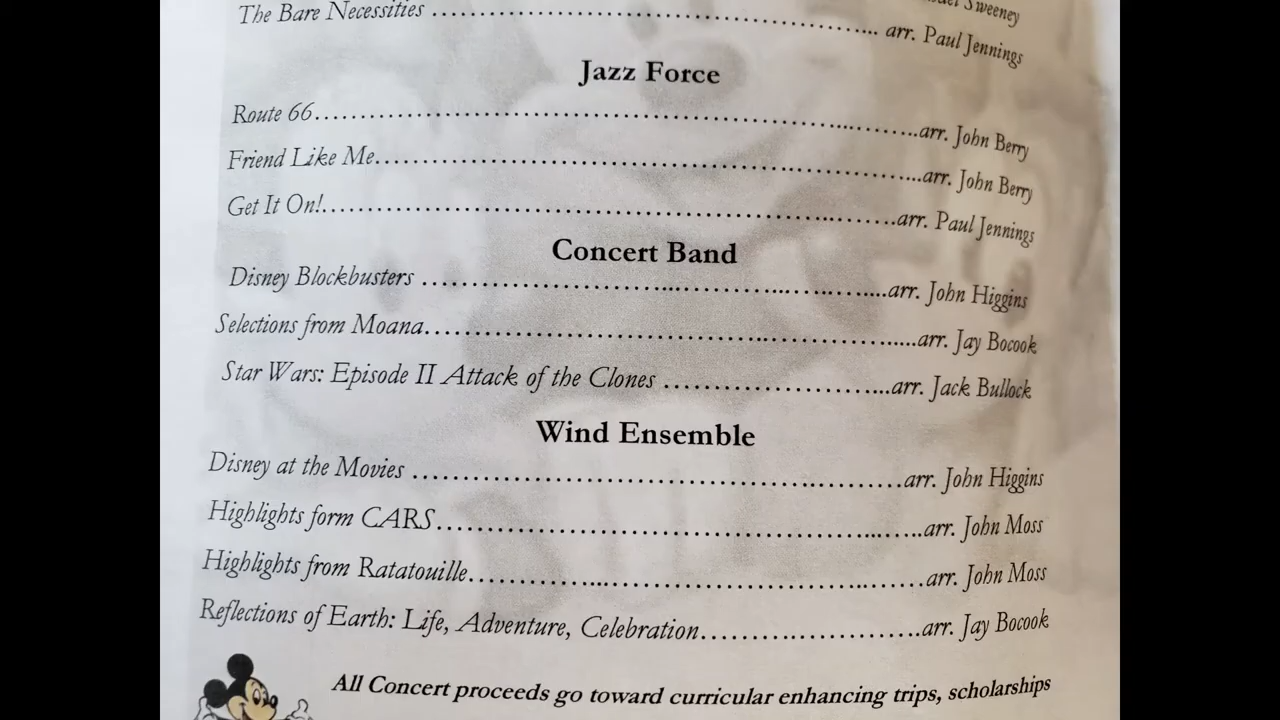 Sweeney
The Bare Necessities ........................................................ arr. Paul Jennings
Jazz Force
Route 66........................................................................arr. John Berry
Friend Like Me................................................................arr. John Berry
Get It On!......................................................................arr. Paul Jennings
Concert Band
Disney Blockbusters ........................................................arr. John Higgins
Selections from Moana......................................................arr. Jay Bocook
Star Wars: Episode II Attack of the Clones ............................arr. Jack Bullock
Wind Ensemble
Disney at the Movies ........................................................arr. John Higgins
Highlights form CARS......................................................arr. John Moss
Highlights from Ratatouille..................................................arr. John Moss
Reflections of Earth: Life, Adventure, Celebration........................arr. Jay Bocook
All Concert proceeds go toward curricular enhancing trips, scholarships